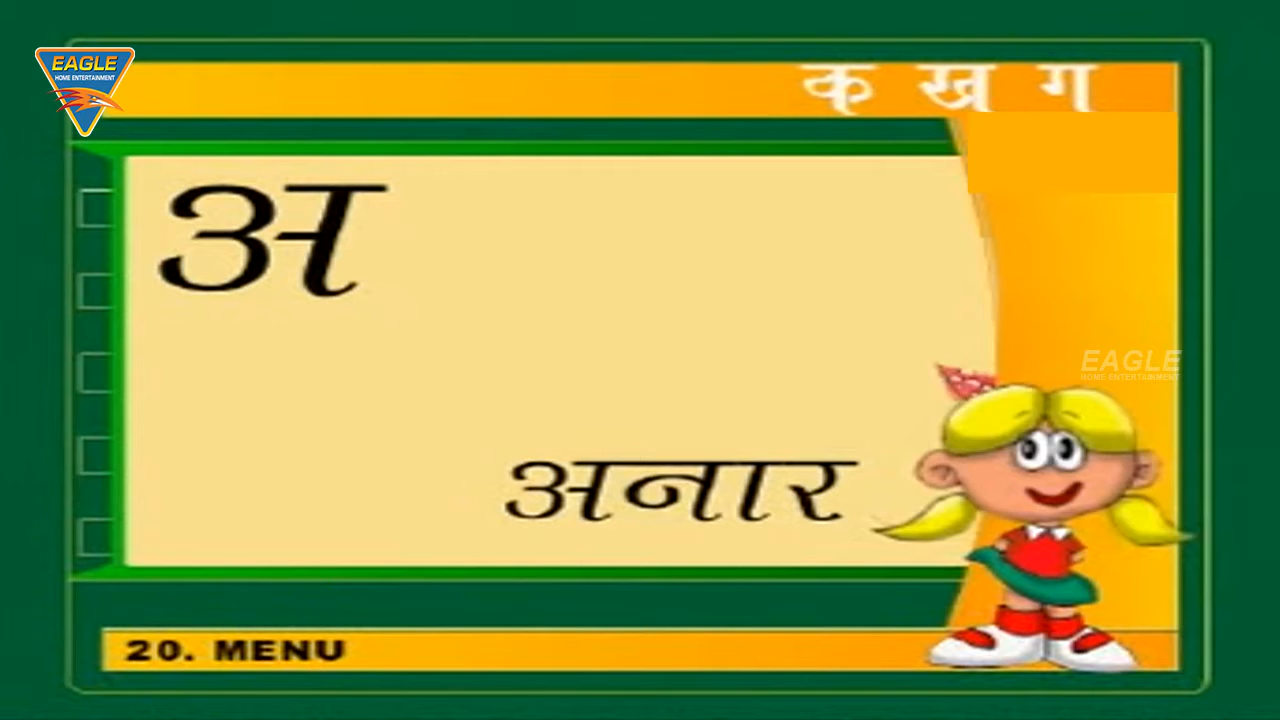 EAGLE
HOME ENTERTAINMENT
क ख ग
अ
EAGLE
HOME ENTERTAINMENT
अनार
20. MENU